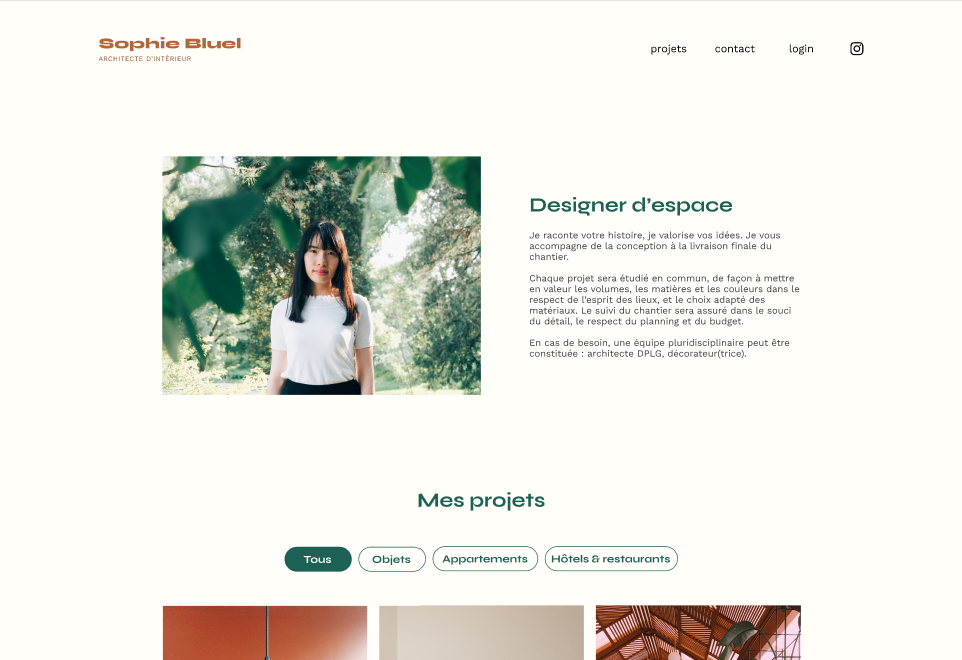 Sophie Bluel
ARCHITECTE D'INTÉRIEUR
projets
contact
login
Designer d'espace
Je raconte votre histoire, je valorise vos idées. Je vous
accompagne de la conception à la livraison finale du
chantier.
Chaque projet sera étudié en commun, de façon à mettre
en valeur les volumes, les matières et les couleurs dans le
respect de l'esprit des lieux, et le choix adapté des
matériaux. Le suivi du chantier sera assuré dans le souci
du détail, le respect du planning et du budget.
En cas de besoin, une équipe pluridisciplinaire peut être
constituée : architecte DPLG, décorateur(trice).
Mes projets
Tous
Objets
Appartements
Hôtels & restaurants